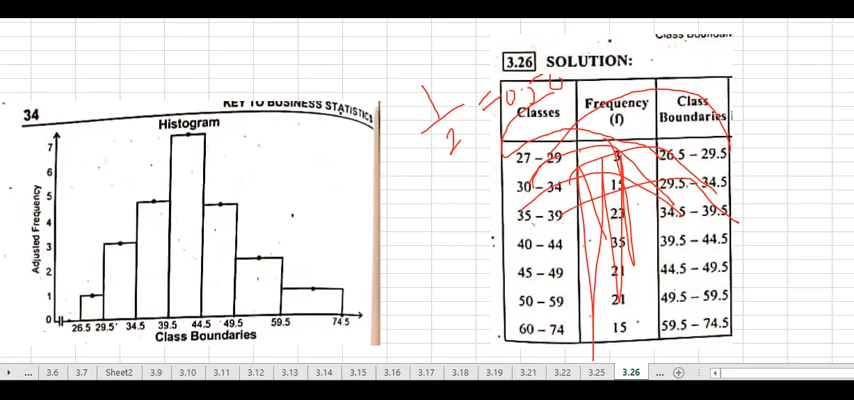 Class Boundari
34
KEY TO BUSINESS STATISTICS
Histogram
Adjusted Frequency
7
6
5
4
3
2
1
0
26.5 29.5 34.5 39.5 44.5 49.5 59.5 74.5
Class Boundaries
1/2 =
3.26 SOLUTION:
Classes Frequency (f) Class Boundaries
27 – 29 3 26.5 – 29.5
30 – 34 15 29.5 – 34.5
35 – 39 23 34.5 – 39.5
40 – 44 35 39.5 – 44.5
45 – 49 21 44.5 – 49.5
50 – 59 21 49.5 – 59.5
60 – 74 15 59.5 – 74.5
... 3.6 3.7 Sheet2 3.9 3.10 3.11 3.12 3.13 3.14 3.15 3.16 3.17 3.18 3.19 3.21 3.22 3.25 3.26 ...